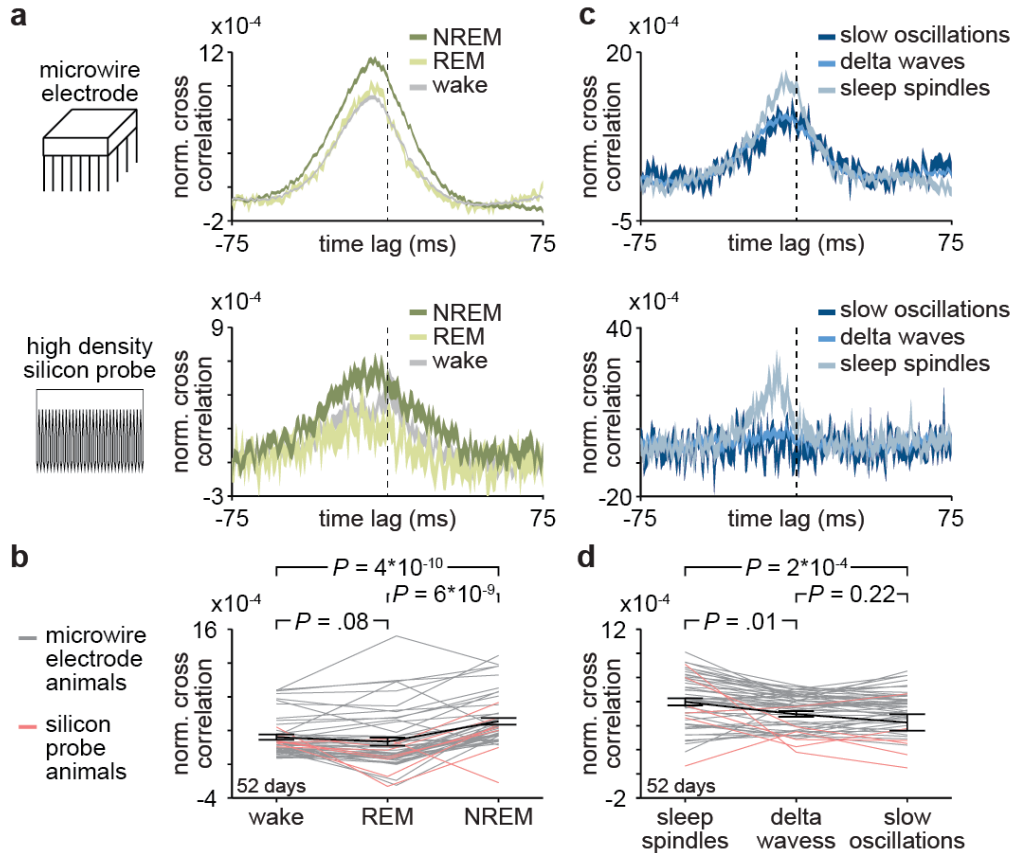 a
microwire
electrode
x10-4
12
NREM
REM
wake
norm. cross
correlation
-2
-75
time lag (ms)
75
high density
silicon probe
x10-4
9
NREM
REM
wake
norm. cross
correlation
-3
-75
time lag (ms)
75
c
x10-4
20
slow oscillations
delta waves
sleep spindles
norm. cross
correlation
-5
-75
time lag (ms)
75
x10-4
40
slow oscillations
delta waves
sleep spindles
norm. cross
correlation
-20
-75
time lag (ms)
75
b
microwire
electrode
animals
silicon
probe
animals
P = 4*10-10
P = 6*10-9
x10-4
P = .08
16
norm. cross
correlation
-4
52 days
wake
REM
NREM
d
P = 2*10-4
P = 0.22
x10-4
P = .01
12
norm. cross
correlation
-2
52 days
sleep
spindles
delta
wavess
slow
oscillations